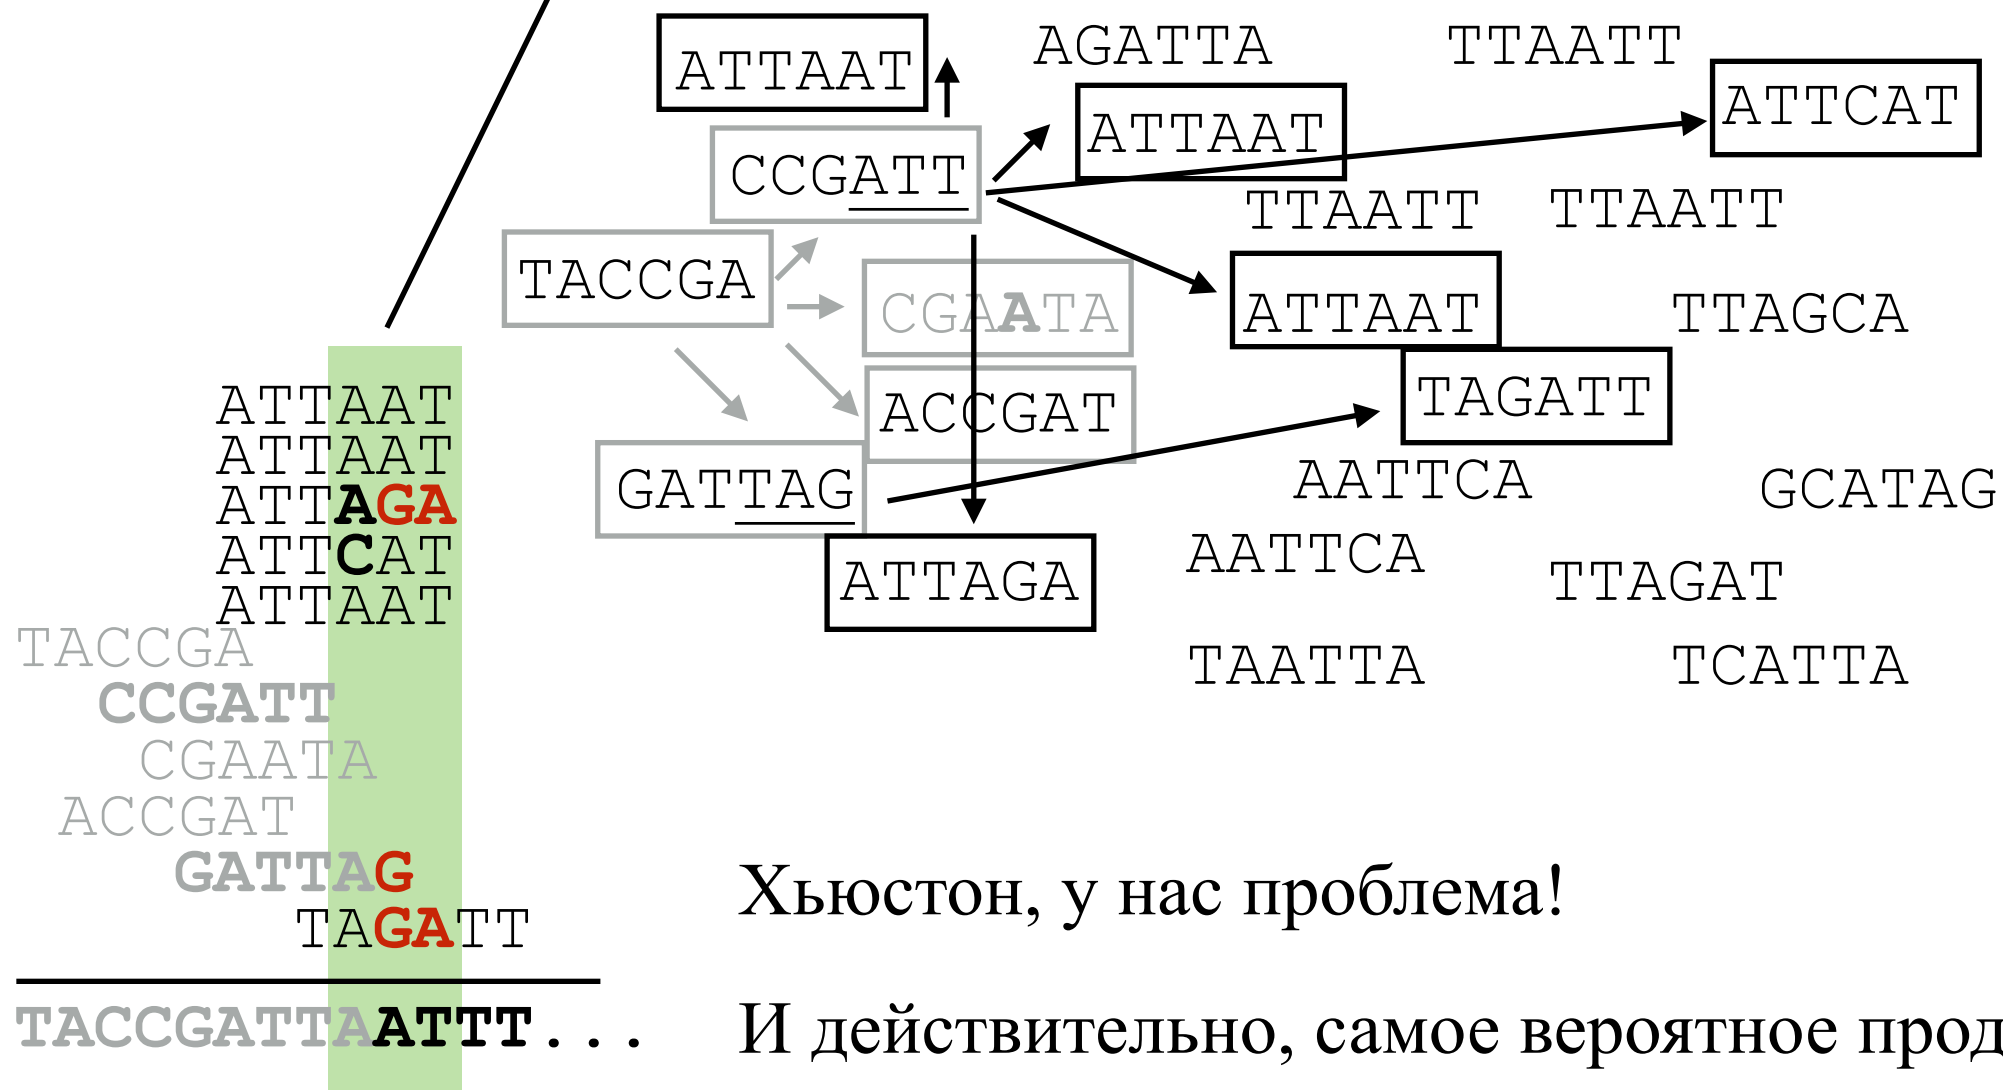 ATTAAT
AGATTA
TTAATT
ATTCAT
ATTAAT
CCGATT
TTAATT
TTAATT
TACCGA
CGAATA
ATTAAT
TTAGCA
ACCGAT
TAGATT
GATTAG
AATTCA
GCATAG
ATTAGA
AATTCA
TTAGAT
TAATTA
TCATTA
ATTAAT
ATTAAT
ATTAGA
ATTCAT
ATTAAT
TACCGA
CCGATT
CGAATA
ACCGAT
GATTAG
TAGATT
TACCGATTAATTT...
Хьюстон, у нас проблема!
И действительно, самое вероятное прод